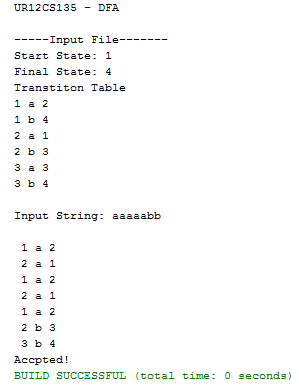 UR12CS135 - DFA
-----Input File-------
Start State: 1
Final State: 4
Transtiton Table
1 a 2
1 b 4
2 a 1
2 b 3
3 a 3
3 b 4
Input String: aaaaabb
1 a 2
2 a 1
1 a 2
2 a 1
1 a 2
2 b 3
3 b 4
Accpted!
BUILD SUCCESSFUL (total time: 0 seconds)